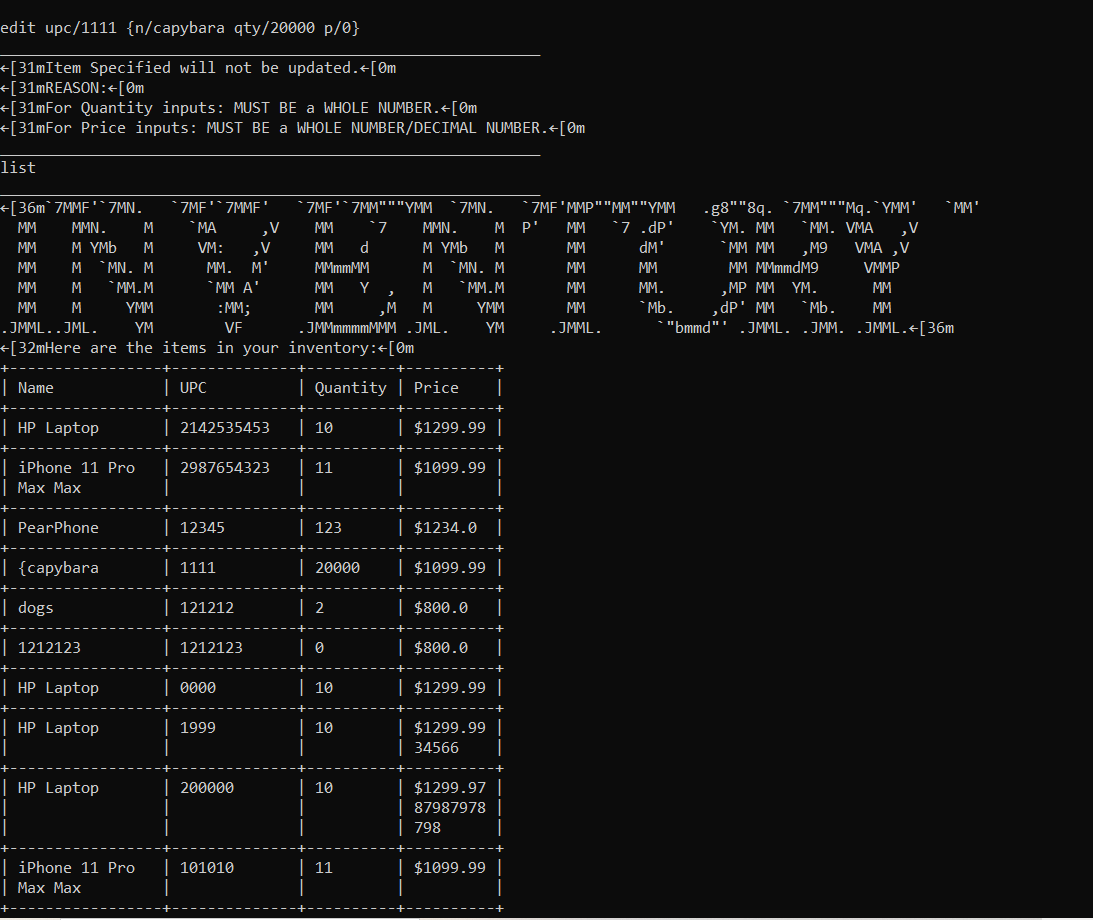 edit upc/1111 {n/capybara qty/20000 p/0}
____________________________________________________________
←[31mItem Specified will not be updated.←[0m
←[31mREASON:←[0m
←[31mFor Quantity inputs: MUST BE a WHOLE NUMBER.←[0m
←[31mFor Price inputs: MUST BE a WHOLE NUMBER/DECIMAL NUMBER.←[0m
____________________________________________________________
list
____________________________________________________________
←[36m`7MMF'`7MN.   `7MF'`7MMF'   `7MF'`7MM"""YMM  `7MN.   `7MF'MMP""MM""YMM   .g8""8q. `7MM"""Mq.`YMM'   `MM'
  MM    MMN.    M    `MA     ,V    MM    `7    MMN.    M  P'   MM   `7 .dP'    `YM. MM   `MM. VMA   ,V
  MM    M YMb   M     VM:   ,V     MM   d      M YMb   M       MM      dM'      `MM MM   ,M9   VMA ,V
  MM    M  `MN. M      MM.  M'     MMmmMM      M  `MN. M       MM      MM        MM MMmmdM9     VMMP
  MM    M   `MM.M      `MM A'      MM   Y  ,   M   `MM.M       MM      MM.      ,MP MM  YM.      MM
  MM    M     YMM       :MM;       MM     ,M   M     YMM       MM      `Mb.    ,dP' MM   `Mb.    MM
.JMML..JML.    YM        VF      .JMMmmmmMMM .JML.    YM     .JMML.      `"bmmd"' .JMML. .JMM. .JMML.←[36m
←[32mHere are the items in your inventory:←[0m
+-----------------+--------------+----------+----------+
| Name            | UPC          | Quantity | Price    |
+-----------------+--------------+----------+----------+
| HP Laptop       | 2142535453   | 10       | $1299.99 |
+-----------------+--------------+----------+----------+
| iPhone 11 Pro   | 2987654323   | 11       | $1099.99 |
| Max Max         |              |          |          |
+-----------------+--------------+----------+----------+
| PearPhone       | 12345        | 123      | $1234.0  |
+-----------------+--------------+----------+----------+
| {capybara       | 1111         | 20000    | $1099.99 |
+-----------------+--------------+----------+----------+
| dogs            | 121212       | 2        | $800.0   |
+-----------------+--------------+----------+----------+
| 1212123         | 1212123      | 0        | $800.0   |
+-----------------+--------------+----------+----------+
| HP Laptop       | 0000         | 10       | $1299.99 |
+-----------------+--------------+----------+----------+
| HP Laptop       | 1999         | 10       | $1299.99 |
|                 |              |          | 34566    |
+-----------------+--------------+----------+----------+
| HP Laptop       | 200000       | 10       | $1299.97 |
|                 |              |          | 87987978 |
|                 |              |          | 798      |
+-----------------+--------------+----------+----------+
| iPhone 11 Pro   | 101010       | 11       | $1099.99 |
| Max Max         |              |          |          |
+-----------------+--------------+----------+----------+